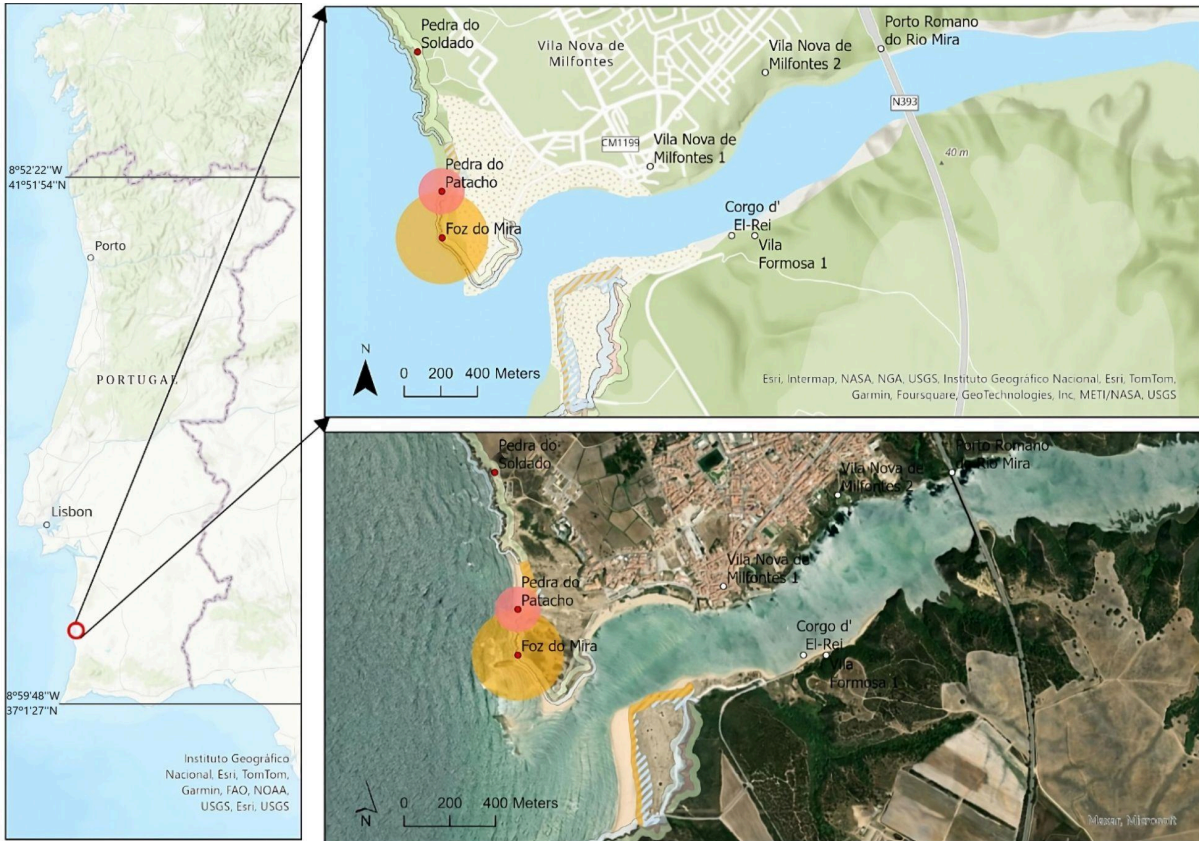 8°52'22''W
41°51'54''N
Porto
PORTUGAL
Lisbon
8°59'48''W
37°1'27''N
Instituto Geográfico
Nacional, Esri, TomTom,
Garmin, FAO, NOAA,
USGS, Esri, USGS
Pedra do
Soldado
Vila Nova de
Milfontes
Vila Nova de
Milfontes 2
Porto Romano
do Rio Mira
N393
CM1199
Vila Nova de
Milfontes 1
40 m
Pedra do
Patacho
Foz do Mira
Corgo d'
El-Rei
Vila
Formosa 1
N
0 200 400 Meters
Esri, Intermap, NASA, NGA, USGS, Instituto Geográfico Nacional, Esri, TomTom,
Garmin, Foursquare, GeoTechnologies, Inc, METI/NASA, USGS
Pedra do
Soldado
Porto Romano
do Rio Mira
Vila Nova de
Milfontes 2
Vila Nova de
Milfontes 1
Pedra do
Patacho
Foz do Mira
Corgo d'
El-Rei
Vila
Formosa 1
N
0 200 400 Meters
Maxar, Microsoft